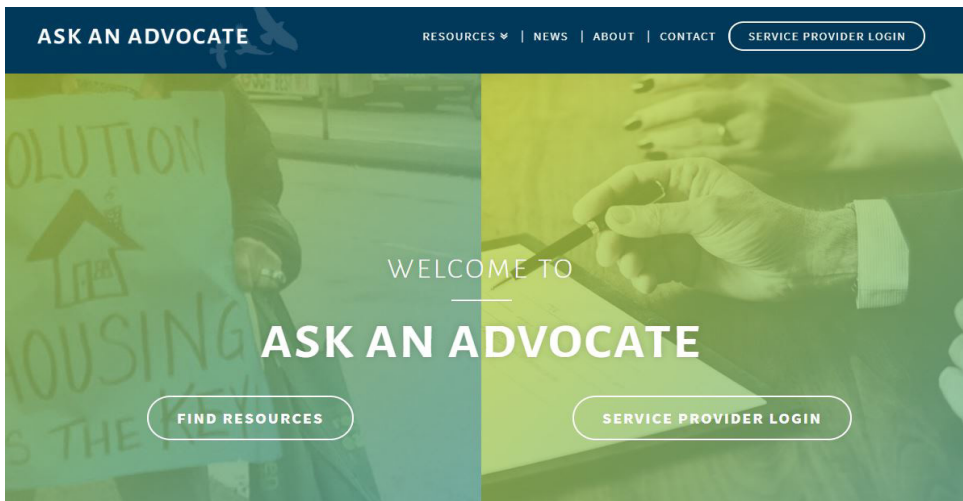 ASK AN ADVOCATE
RESOURCES | NEWS | ABOUT | CONTACT
SERVICE PROVIDER LOGIN
OLUTION
HOUSING
S THE KEY!
WELCOME TO
ASK AN ADVOCATE
FIND RESOURCES
SERVICE PROVIDER LOGIN